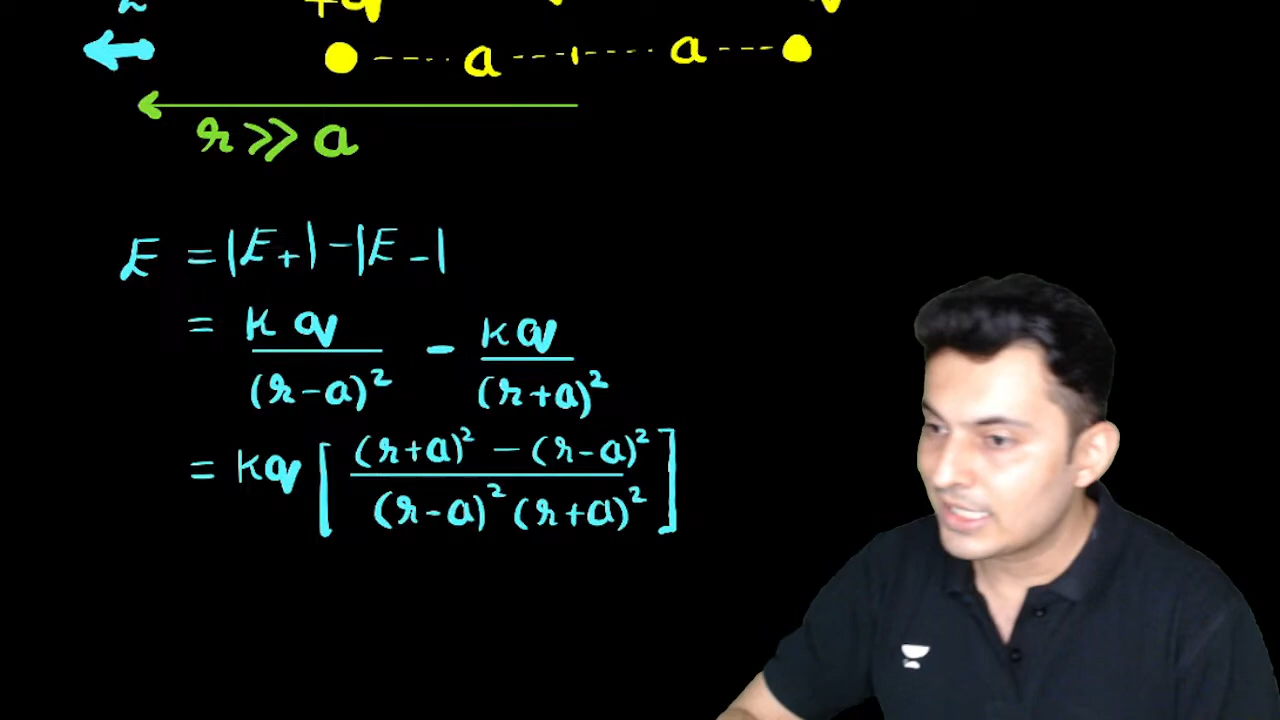 +q
a a
r >> a
E = |E+| - |E-|
= kq/(r-a)² - kq/(r+a)²
= kq [ (r+a)² - (r-a)² / (r-a)² (r+a)² ]